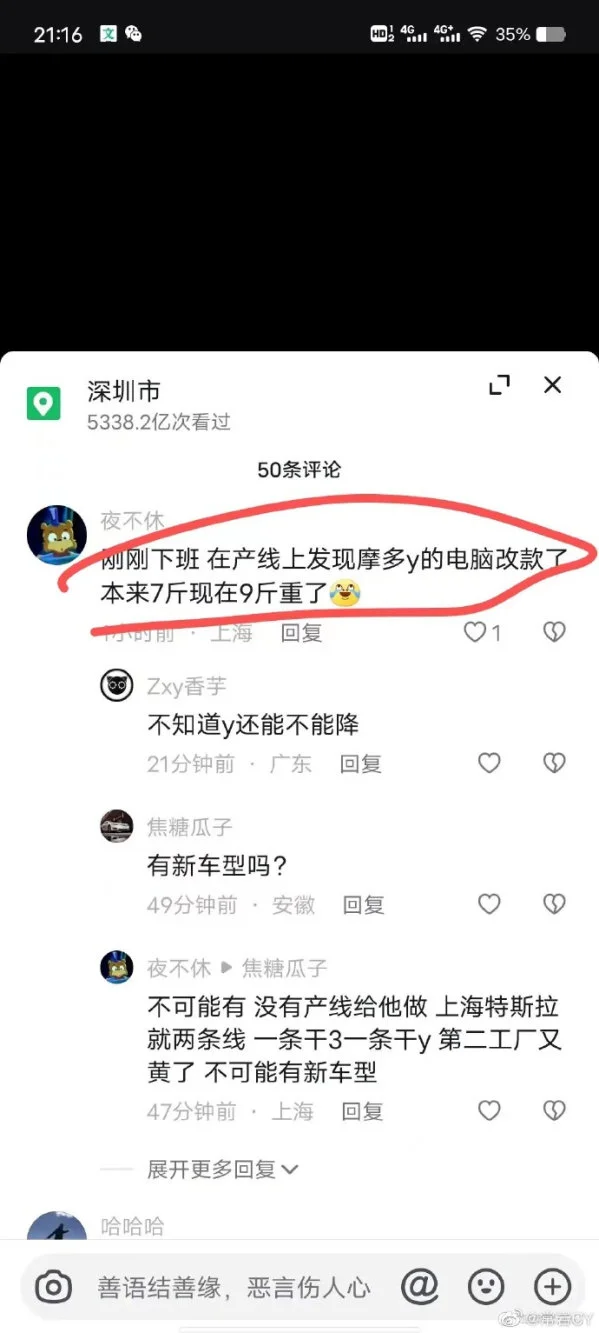 21:16
文
HD 1 2 4G 4G+ 35%
深圳市
5338.2亿次看过
50条评论
夜不休
刚刚下班 在产线上发现摩多y的电脑改款了
本来7斤现在9斤重了
1小时前 · 上海 回复 1
Zxy香芋
不知道y还能不能降
21分钟前 · 广东 回复
焦糖瓜子
有新车型吗？
49分钟前 · 安徽 回复
夜不休 ▶ 焦糖瓜子
不可能有 没有产线给他做 上海特斯拉
就两条线 一条干3一条干y 第二工厂又
黄了 不可能有新车型
47分钟前 · 上海 回复
展开更多回复
哈哈哈
善语结善缘，恶言伤人心